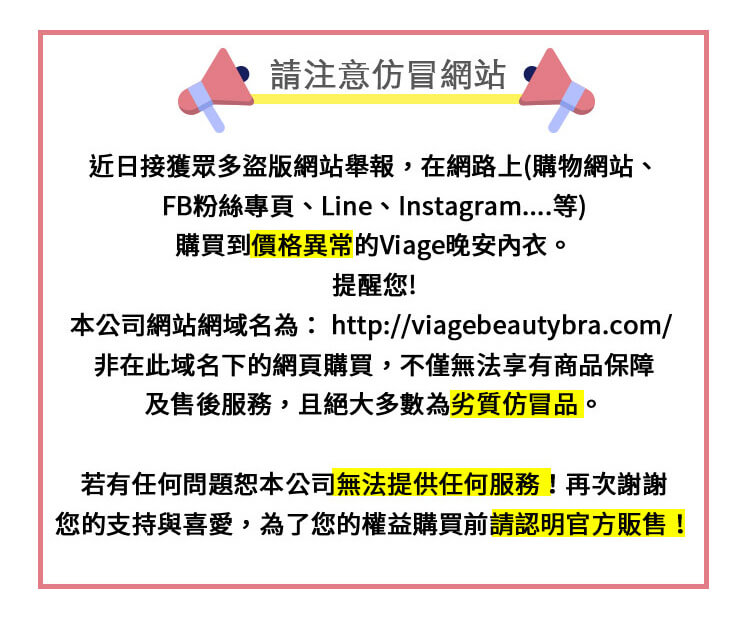 請注意仿冒網站
近日接獲眾多盜版網站舉報，在網路上(購物網站、
FB粉絲專頁、Line、Instagram....等)
購買到價格異常的Viage晚安內衣。
提醒您!
本公司網站網域名為： http://viagebeautybra.com/
非在此域名下的網頁購買，不僅無法享有商品保障
及售後服務，且絕大多數為劣質仿冒品。
若有任何問題恕本公司無法提供任何服務！再次謝謝
您的支持與喜愛，為了您的權益購買前請認明官方販售！